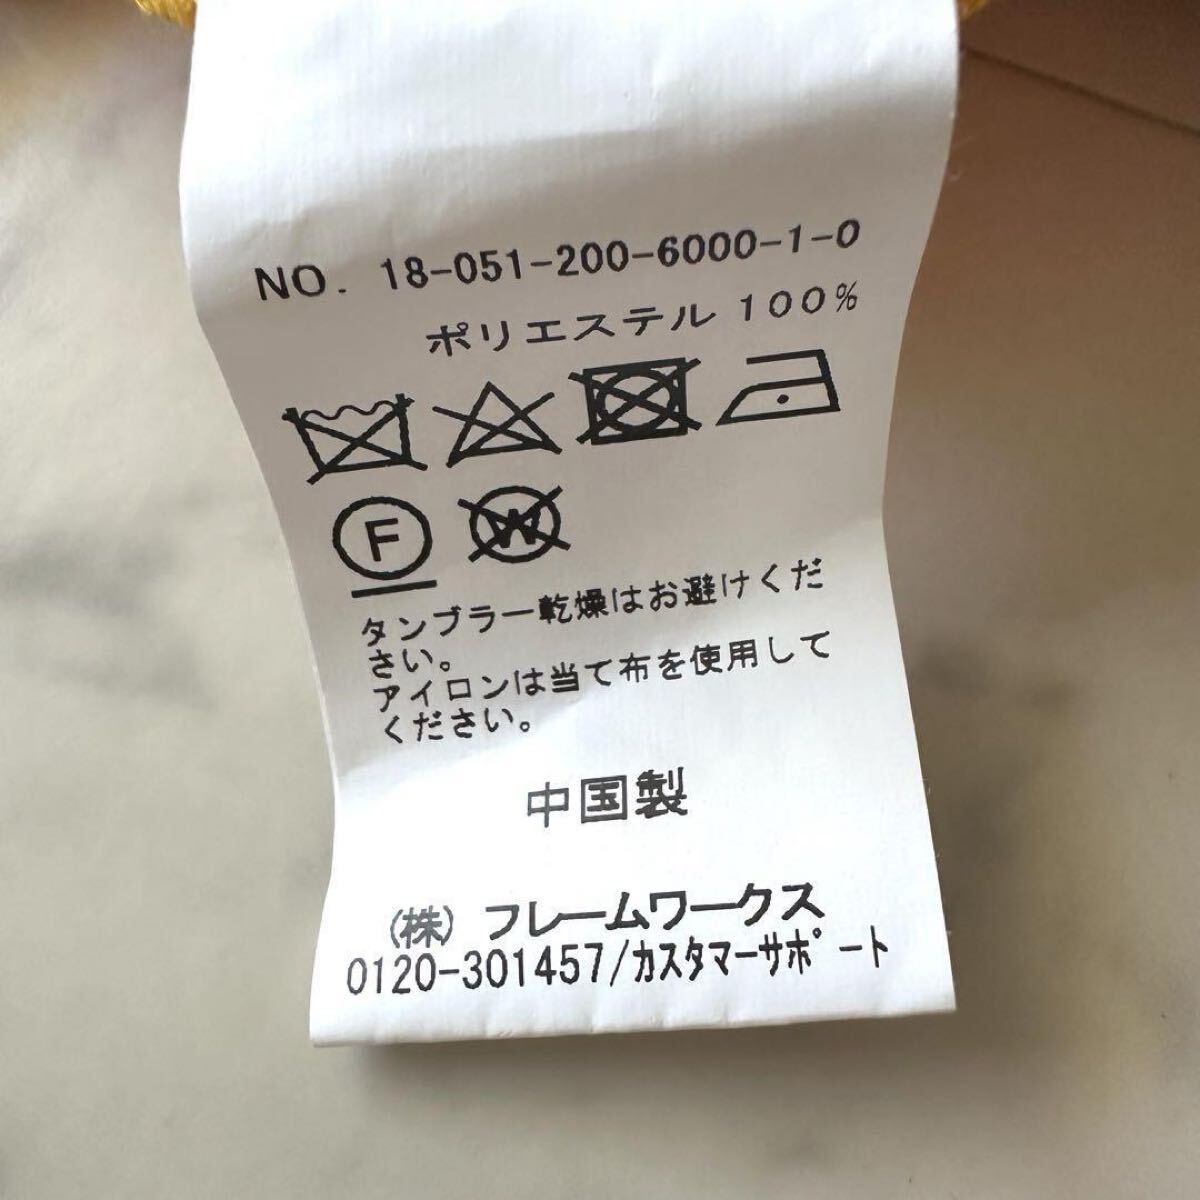 NO. 18-051-200-6000-1-0
ポリエステル 100%
F
W
タンブラー乾燥はお避けくだ
さい。
アイロンは当て布を使用して
ください。
中国製
(株) フレームワークス
0120-301457/カスタマーサポート